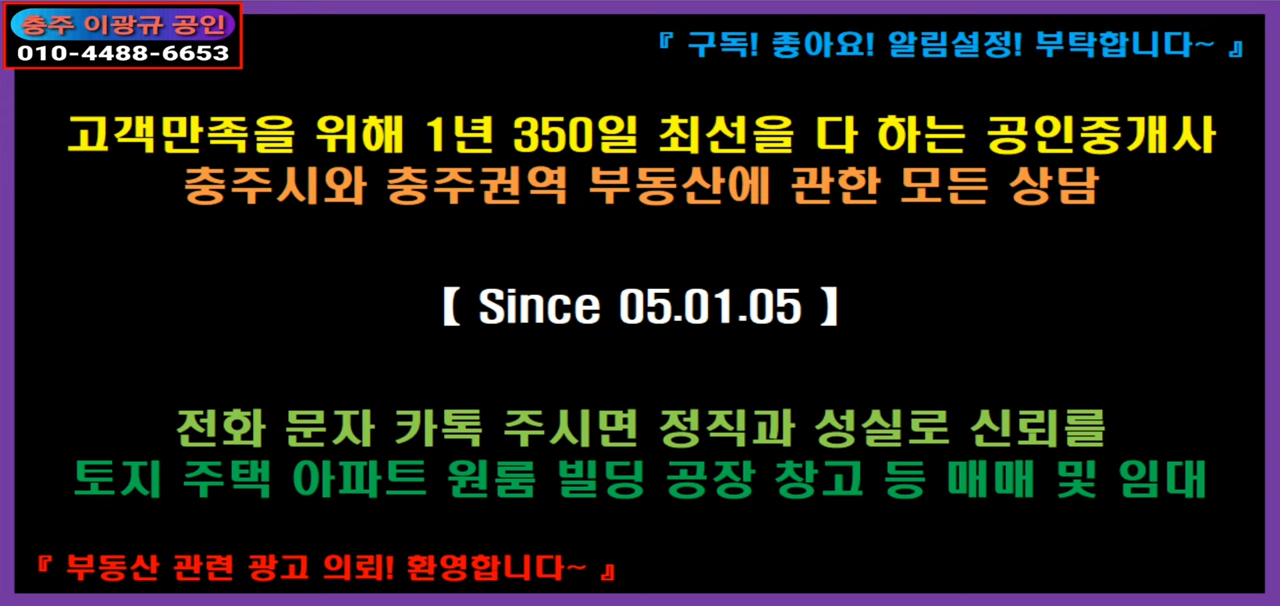 충주 이광규 공인
010-4488-6653
『 구독! 좋아요! 알림설정! 부탁합니다~ 』
고객만족을 위해 1년 350일 최선을 다 하는 공인중개사
충주시와 충주권역 부동산에 관한 모든 상담
【 Since 05.01.05 】
전화 문자 카톡 주시면 정직과 성실로 신뢰를
토지 주택 아파트 원룸 빌딩 공장 창고 등 매매 및 임대
『 부동산 관련 광고 의뢰! 환영합니다~ 』